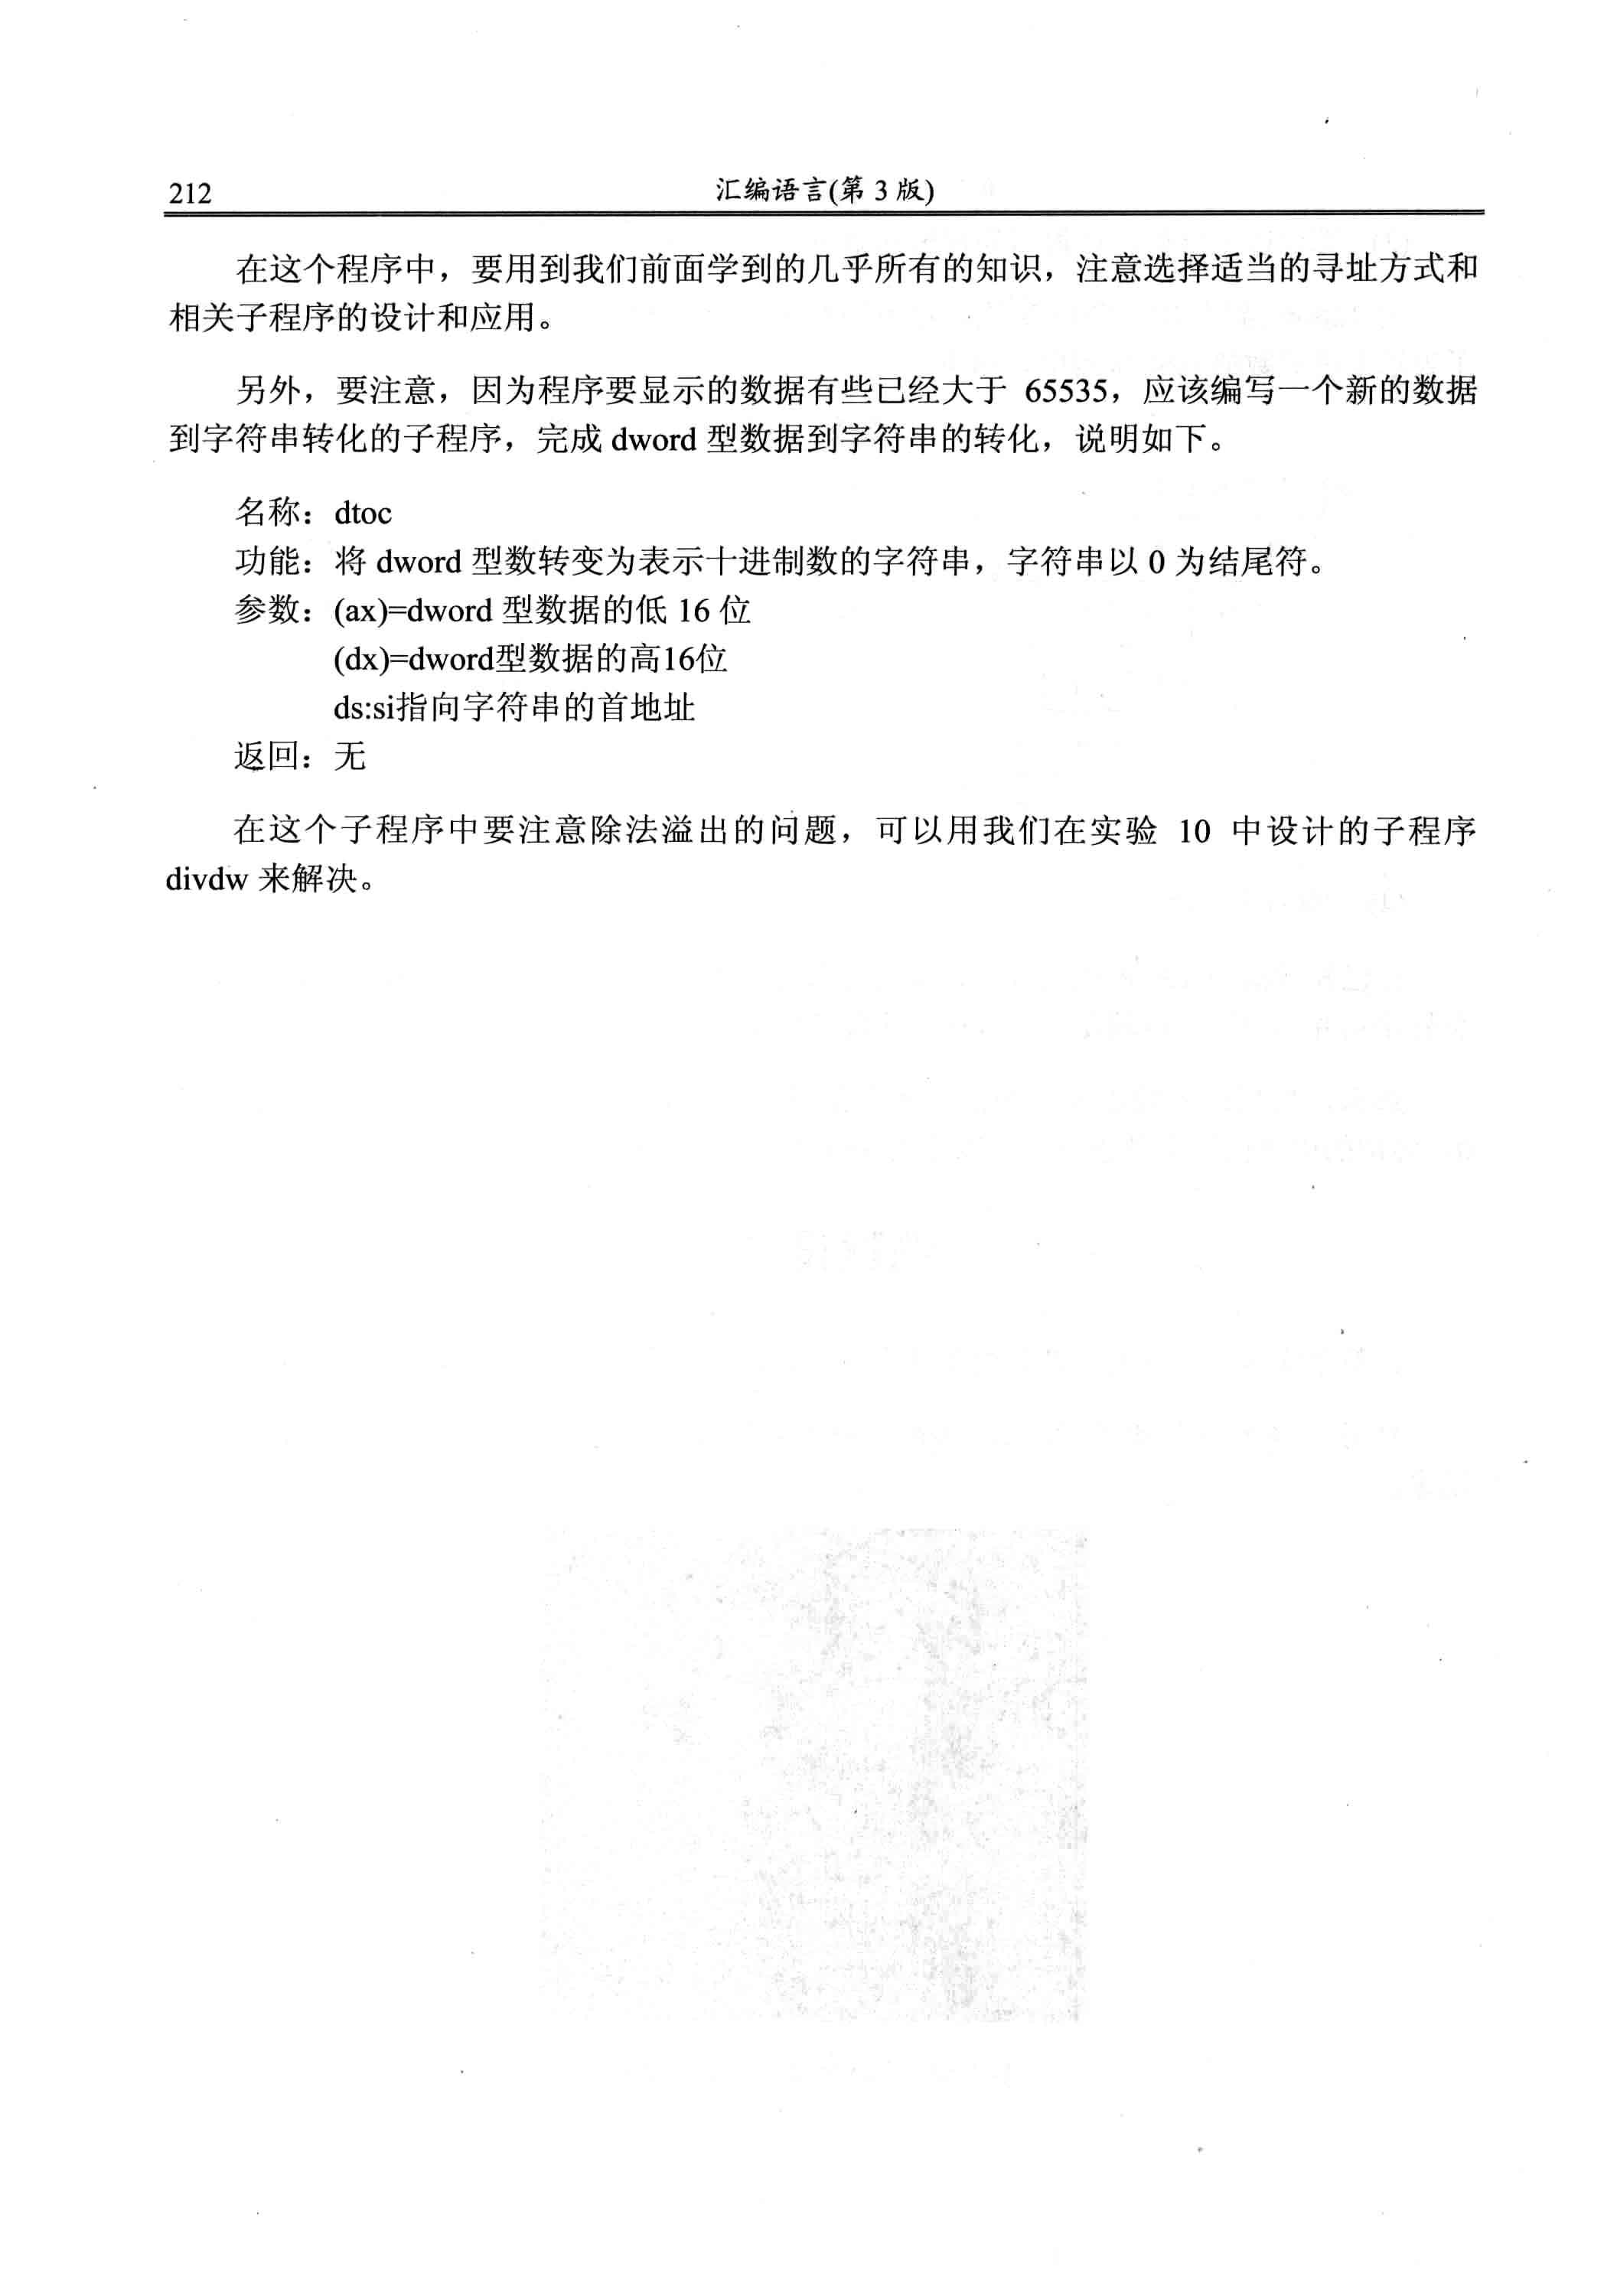 212
汇编语言(第 3 版)
在这个程序中，要用到我们前面学到的几乎所有的知识，注意选择适当的寻址方式和
相关子程序的设计和应用。
另外，要注意，因为程序要显示的数据有些已经大于 65535，应该编写一个新的数据
到字符串转化的子程序，完成 dword 型数据到字符串的转化，说明如下。
名称：dtoc
功能：将 dword 型数转变为表示十进制数的字符串，字符串以 0 为结尾符。
参数：(ax)=dword 型数据的低 16 位
(dx)=dword型数据的高16位
ds:si指向字符串的首地址
返回：无
在这个子程序中要注意除法溢出的问题，可以用我们在实验 10 中设计的子程序
divdw 来解决。